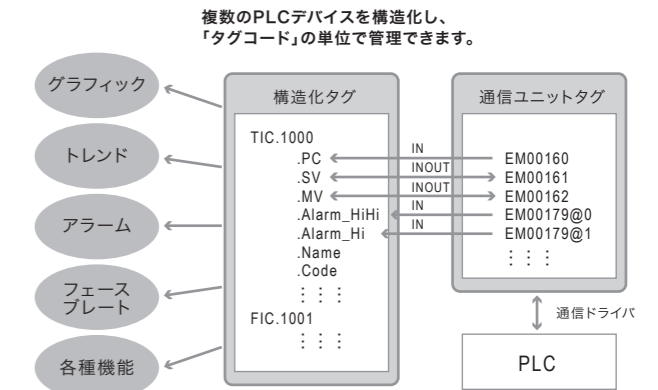 複数のPLCデバイスを構造化し、
「タグコード」の単位で管理できます。
グラフィック
トレンド
アラーム
フェース
プレート
各種機能
構造化タグ
TIC.1000
.PC
.SV
.MV
.Alarm_HiHi
.Alarm_Hi
.Name
.Code
⋮ ⋮ ⋮
FIC.1001
⋮ ⋮ ⋮
IN
INOUT
INOUT
IN
IN
通信ユニットタグ
EM00160
EM00161
EM00162
EM00179@0
EM00179@1
⋮ ⋮ ⋮
通信ドライバ
PLC